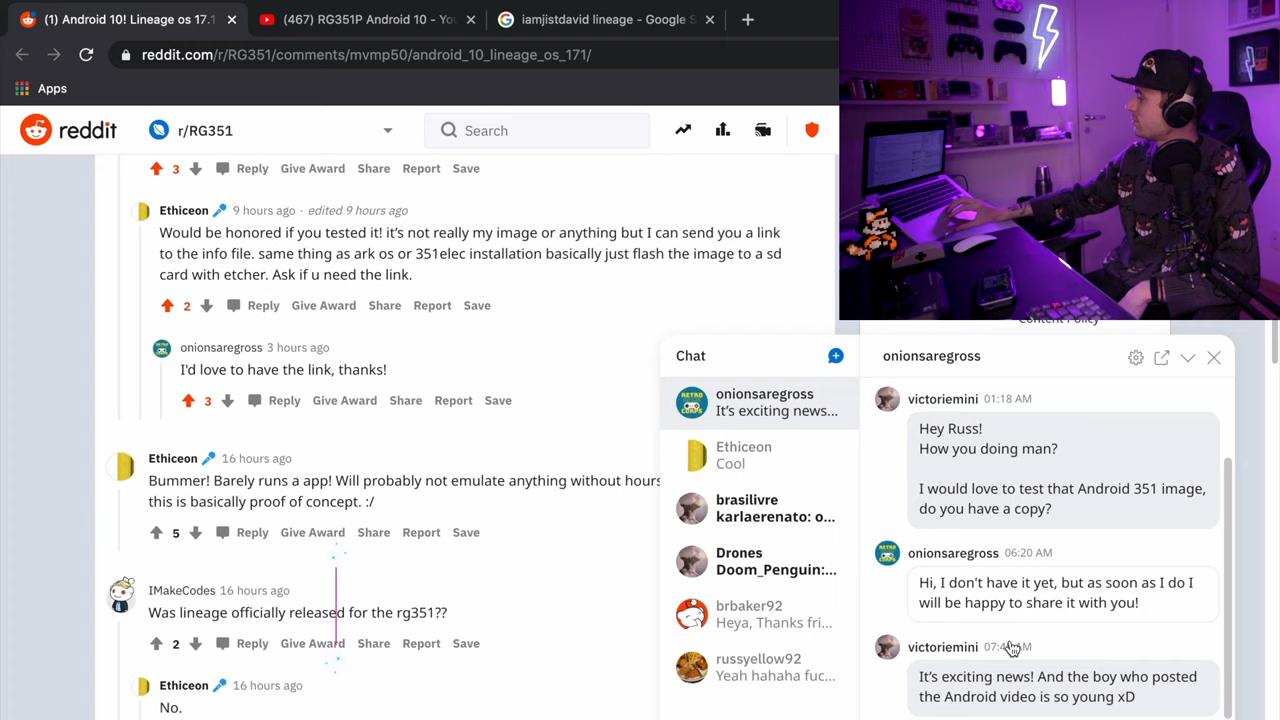 (1) Android 10! Lineage os 17.1
(467) RG351P Android 10 - Yo
iamjistdavid lineage - Google S
reddit.com/r/RG351/comments/mvmp50/android_10_lineage_os_171/
Apps
reddit
r/RG351
Search
3 Reply Give Award Share Report Save
Ethiceon 9 hours ago · edited 9 hours ago
Would be honored if you tested it! it's not really my image or anything but I can send you a link
to the info file. same thing as ark os or 351elec installation basically just flash the image to a sd
card with etcher. Ask if u need the link.
2 Reply Give Award Share Report Save
onionsaregross 3 hours ago
I'd love to have the link, thanks!
3 Reply Give Award Share Report Save
Ethiceon 16 hours ago
Bummer! Barely runs a app! Will probably not emulate anything without hours
this is basically proof of concept. :/
5 Reply Give Award Share Report Save
IMakeCodes 16 hours ago
Was lineage officially released for the rg351??
2 Reply Give Award Share Report Save
Ethiceon 16 hours ago
No.
Content Policy
Chat
onionsaregross
It's exciting news...
Ethiceon
Cool
brasilivre
karlaerenato: o...
Drones
Doom_Penguin:...
brbaker92
Heya, Thanks fri...
russyellow92
Yeah hahaha fuc...
onionsaregross
victoriemini 01:18 AM
Hey Russ!
How you doing man?
I would love to test that Android 351 image,
do you have a copy?
onionsaregross 06:20 AM
Hi, I don't have it yet, but as soon as I do I
will be happy to share it with you!
victoriemini
It's exciting news! And the boy who posted
the Android video is so young xD
RETRO
CORPS